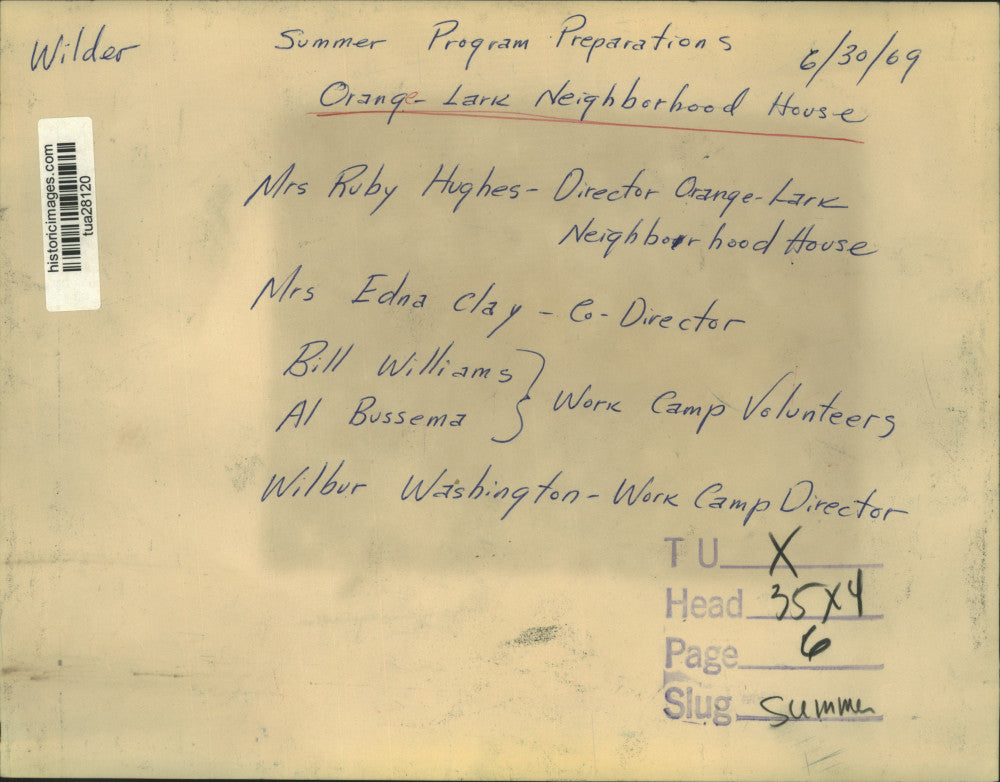 Wilder
Summer Program Preparations
6/30/69
Orange-Lark Neighborhood House
historicimages.com
tua28120
Mrs Ruby Hughes - Director Orange-Lark
Neighborhood House
Mrs Edna Clay - Co-Director
Bill Williams
Al Bussema
} Work Camp Volunteers
Wilbur Washington - Work Camp Director
T U X
Head 35X4
Page 6
Slug summer